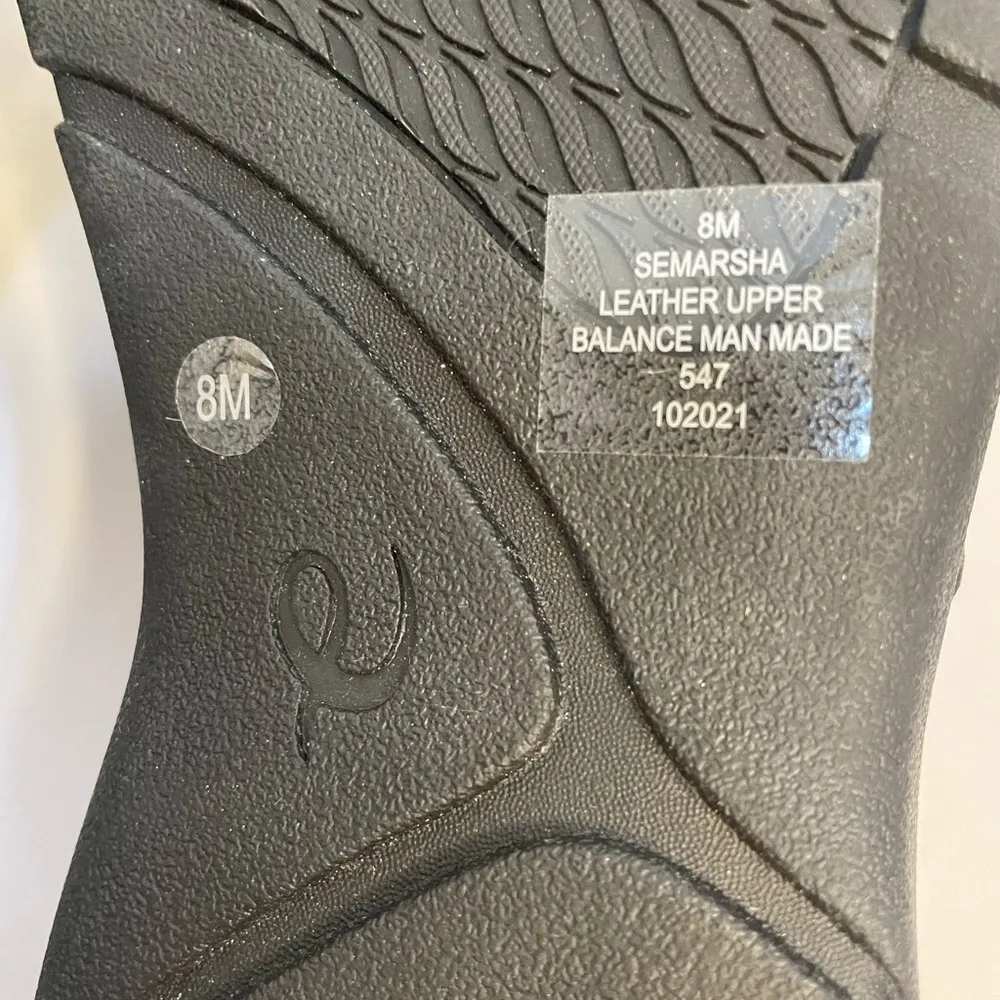 8M
SEMARSHA
LEATHER UPPER
BALANCE MAN MADE
547
102021
8M
e